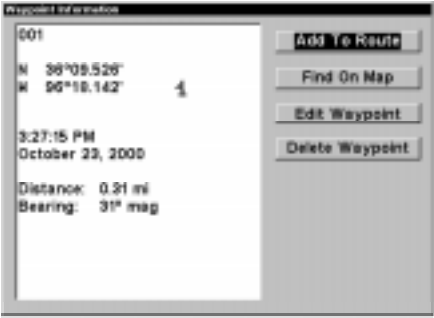 Waypoint Information
001
N 36°09.526'
W 96°10.142'
3:27:15 PM
October 23, 2000
Distance: 0.31 mi
Bearing: 31° mag
Add To Route
Find On Map
Edit Waypoint
Delete Waypoint